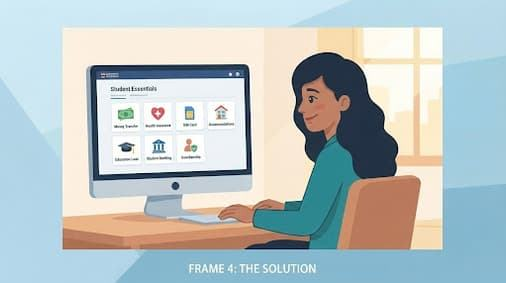 Student Essentials
Money Transfer
Health Insurance
SIM Card
Accommodation
Education Loan
Student Banking
FRAME 4: THE SOLUTION